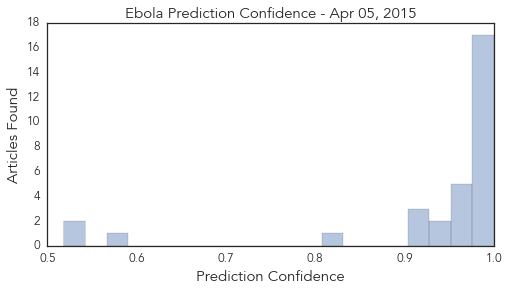 Ebola Prediction Confidence - Apr 05, 2015
Articles Found
18
16
14
12
10
8
6
4
2
0
0.5 0.6 0.7 0.8 0.9 1.0
Prediction Confidence